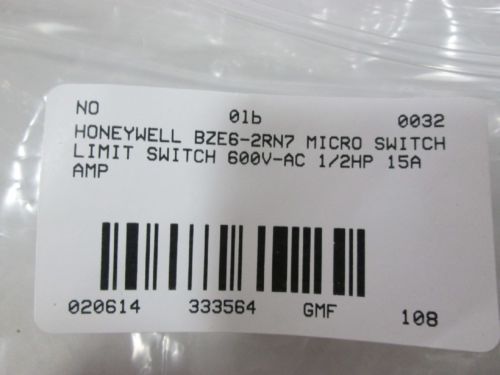 NO 01b 0032
HONEYWELL BZE6-2RN7 MICRO SWITCH
LIMIT SWITCH 600V-AC 1/2HP 15A
AMP
020614 333564 GMF 108